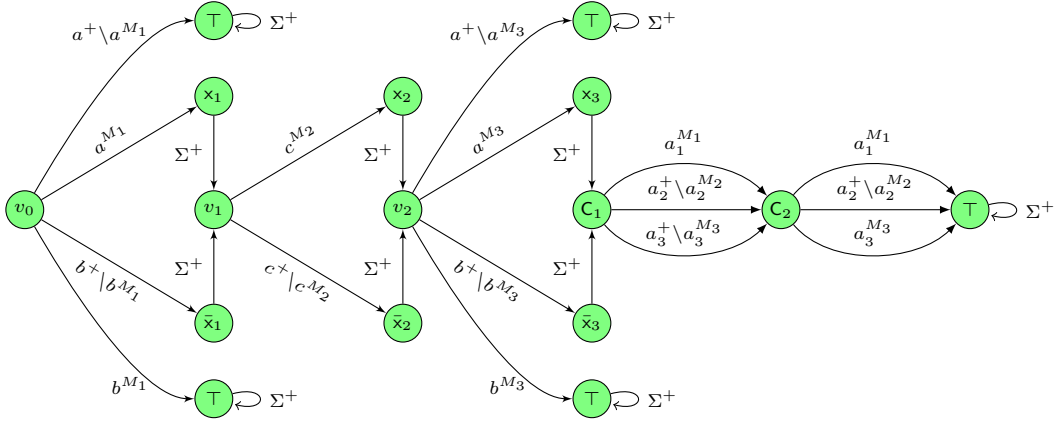 ⊤ Σ⁺ ⊤ Σ⁺
a⁺\a^{M₁} a⁺\a^{M₃}
x₁ x₂ x₃
a^{M₁} c^{M₂} a^{M₃}
Σ⁺ Σ⁺ Σ⁺
a₁^{M₁} a₁^{M₁}
a₂⁺\a₂^{M₂} a₂⁺\a₂^{M₂}
v₀ v₁ v₂ C₁ C₂ ⊤ Σ⁺
a₃⁺\a₃^{M₃} a₃^{M₃}
Σ⁺ Σ⁺ Σ⁺
b⁺|b^{M₁} c⁺|c^{M₂} b⁺|b^{M₃}
x̄₁ x̄₂ x̄₃
b^{M₁} b^{M₃}
⊤ Σ⁺ ⊤ Σ⁺